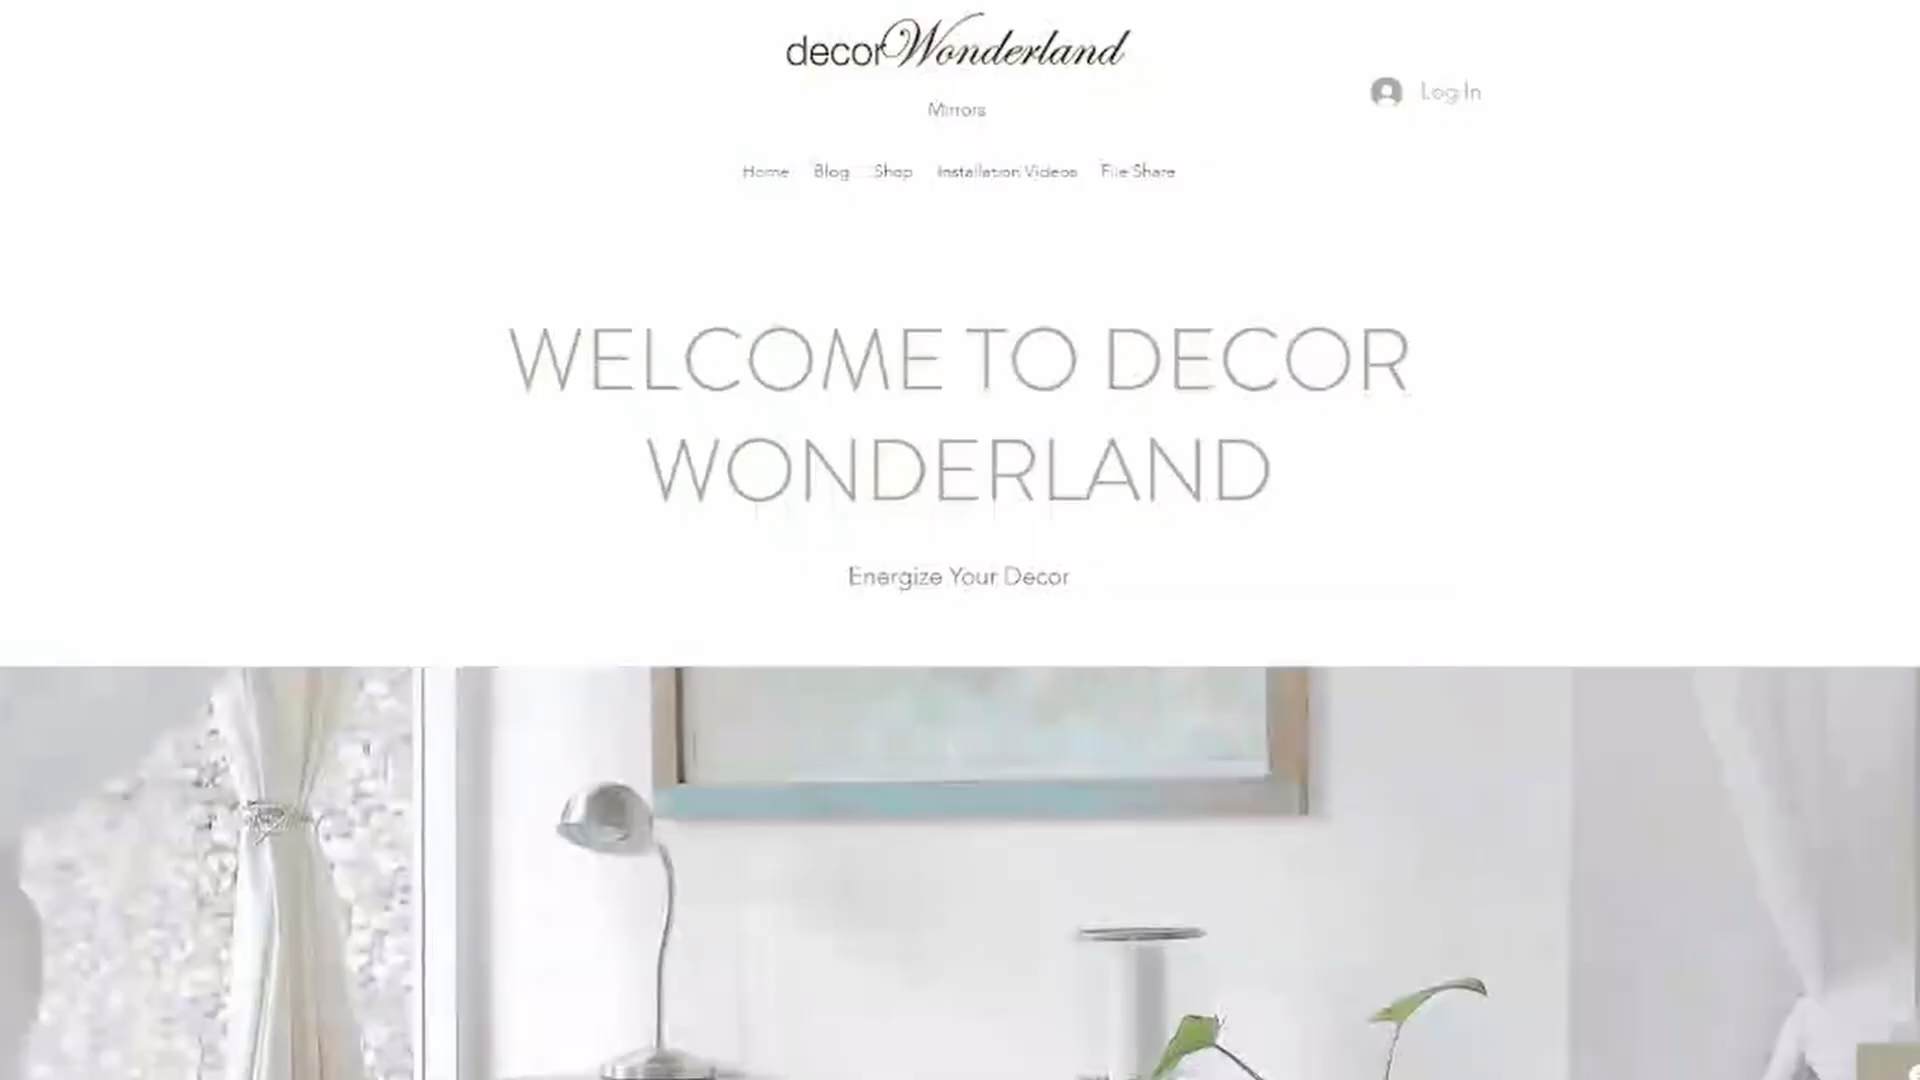 decorWonderland
Mirrors
Log In
Home Blog Shop Installation Videos File Share
WELCOME TO DECOR
WONDERLAND
Energize Your Decor